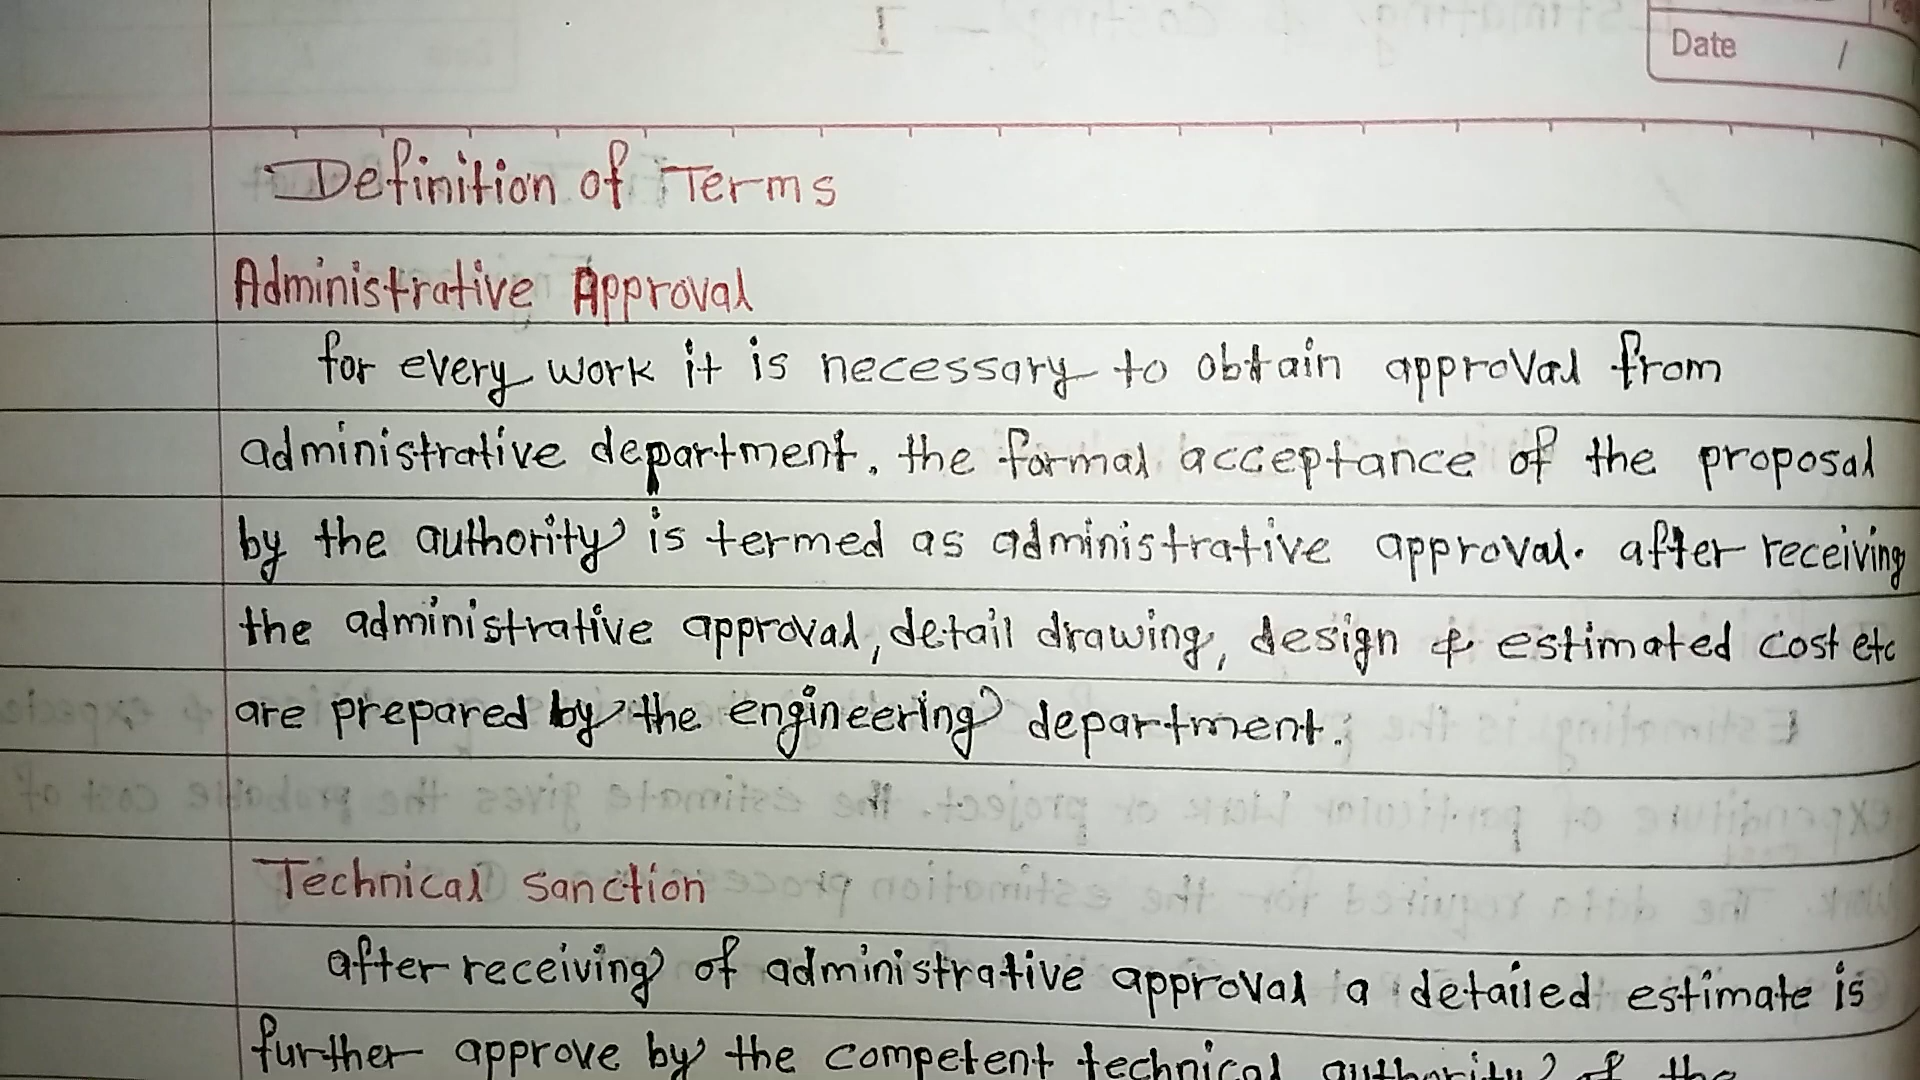 Date /
Definition of Terms
Administrative Approval
for every work it is necessary to obtain approval from
administrative department. the formal acceptance of the proposal
by the authority is termed as administrative approval. after receiving
the administrative approval, detail drawing, design & estimated cost etc
are prepared by the engineering department.
Technical sanction
after receiving of administrative approval a detailed estimate is
further approve by the competent technical authority & the